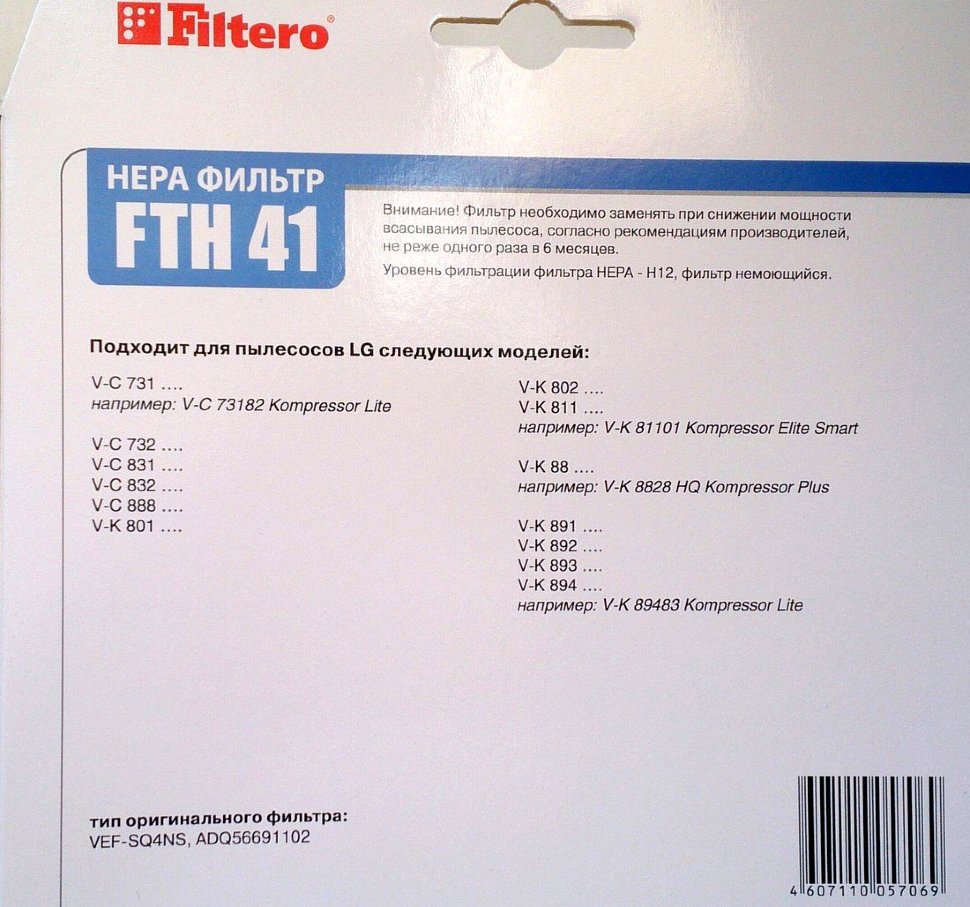 Filtero®
НЕРА ФИЛЬТР
FTH 41
Внимание! Фильтр необходимо заменять при снижении мощности
всасывания пылесоса, согласно рекомендациям производителей,
не реже одного раза в 6 месяцев.
Уровень фильтрации фильтра НЕРА - Н12, фильтр немоющийся.
Подходит для пылесосов LG следующих моделей:
V-C 731 ....
например: V-C 73182 Kompressor Lite
V-C 732 ....
V-C 831 ....
V-C 832 ....
V-C 888 ....
V-K 801 ....
V-K 802 ....
V-K 811 ....
например: V-K 81101 Kompressor Elite Smart
V-K 88 ....
например: V-K 8828 HQ Kompressor Plus
V-K 891 ....
V-K 892 ....
V-K 893 ....
V-K 894 ....
например: V-K 89483 Kompressor Lite
тип оригинального фильтра:
VEF-SQ4NS, ADQ56691102
4 607110 057069